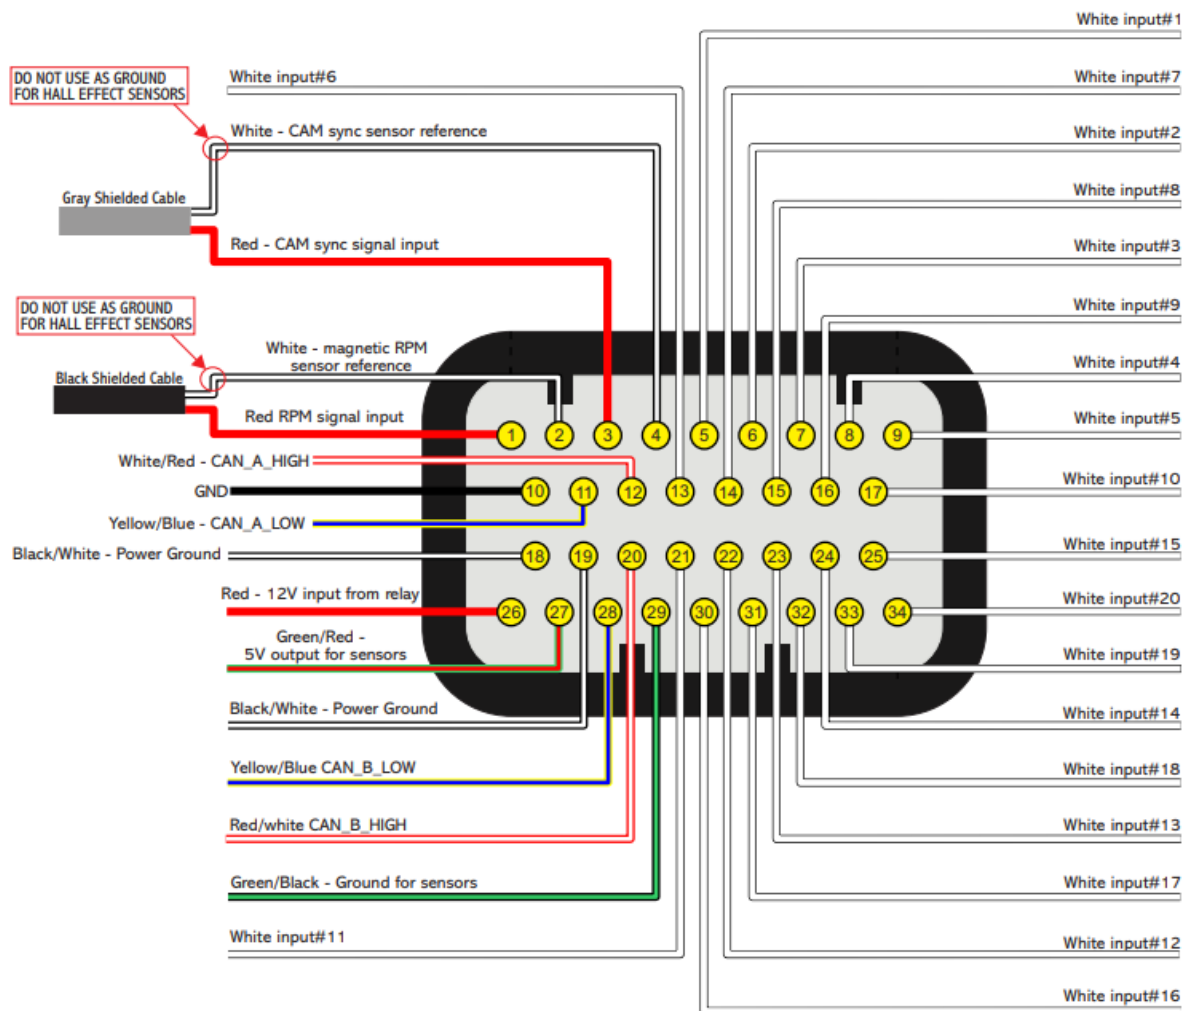 White input#1
DO NOT USE AS GROUND
FOR HALL EFFECT SENSORS
White input#6
White input#7
White - CAM sync sensor reference
White input#2
Gray Shielded Cable
White input#8
Red - CAM sync signal input
White input#3
DO NOT USE AS GROUND
FOR HALL EFFECT SENSORS
White input#9
White - magnetic RPM
sensor reference
White input#4
Black Shielded Cable
Red RPM signal input
White input#5
1 2 3 4 5 6 7 8 9
White/Red - CAN_A_HIGH
White input#10
GND
10 11 12 13 14 15 16 17
Yellow/Blue - CAN_A_LOW
White input#15
Black/White - Power Ground
18 19 20 21 22 23 24 25
Red - 12V input from relay
White input#20
26 27 28 29 30 31 32 33 34
Green/Red -
5V output for sensors
White input#19
Black/White - Power Ground
White input#14
Yellow/Blue CAN_B_LOW
White input#18
Red/white CAN_B_HIGH
White input#13
Green/Black - Ground for sensors
White input#17
White input#11
White input#12
White input#16